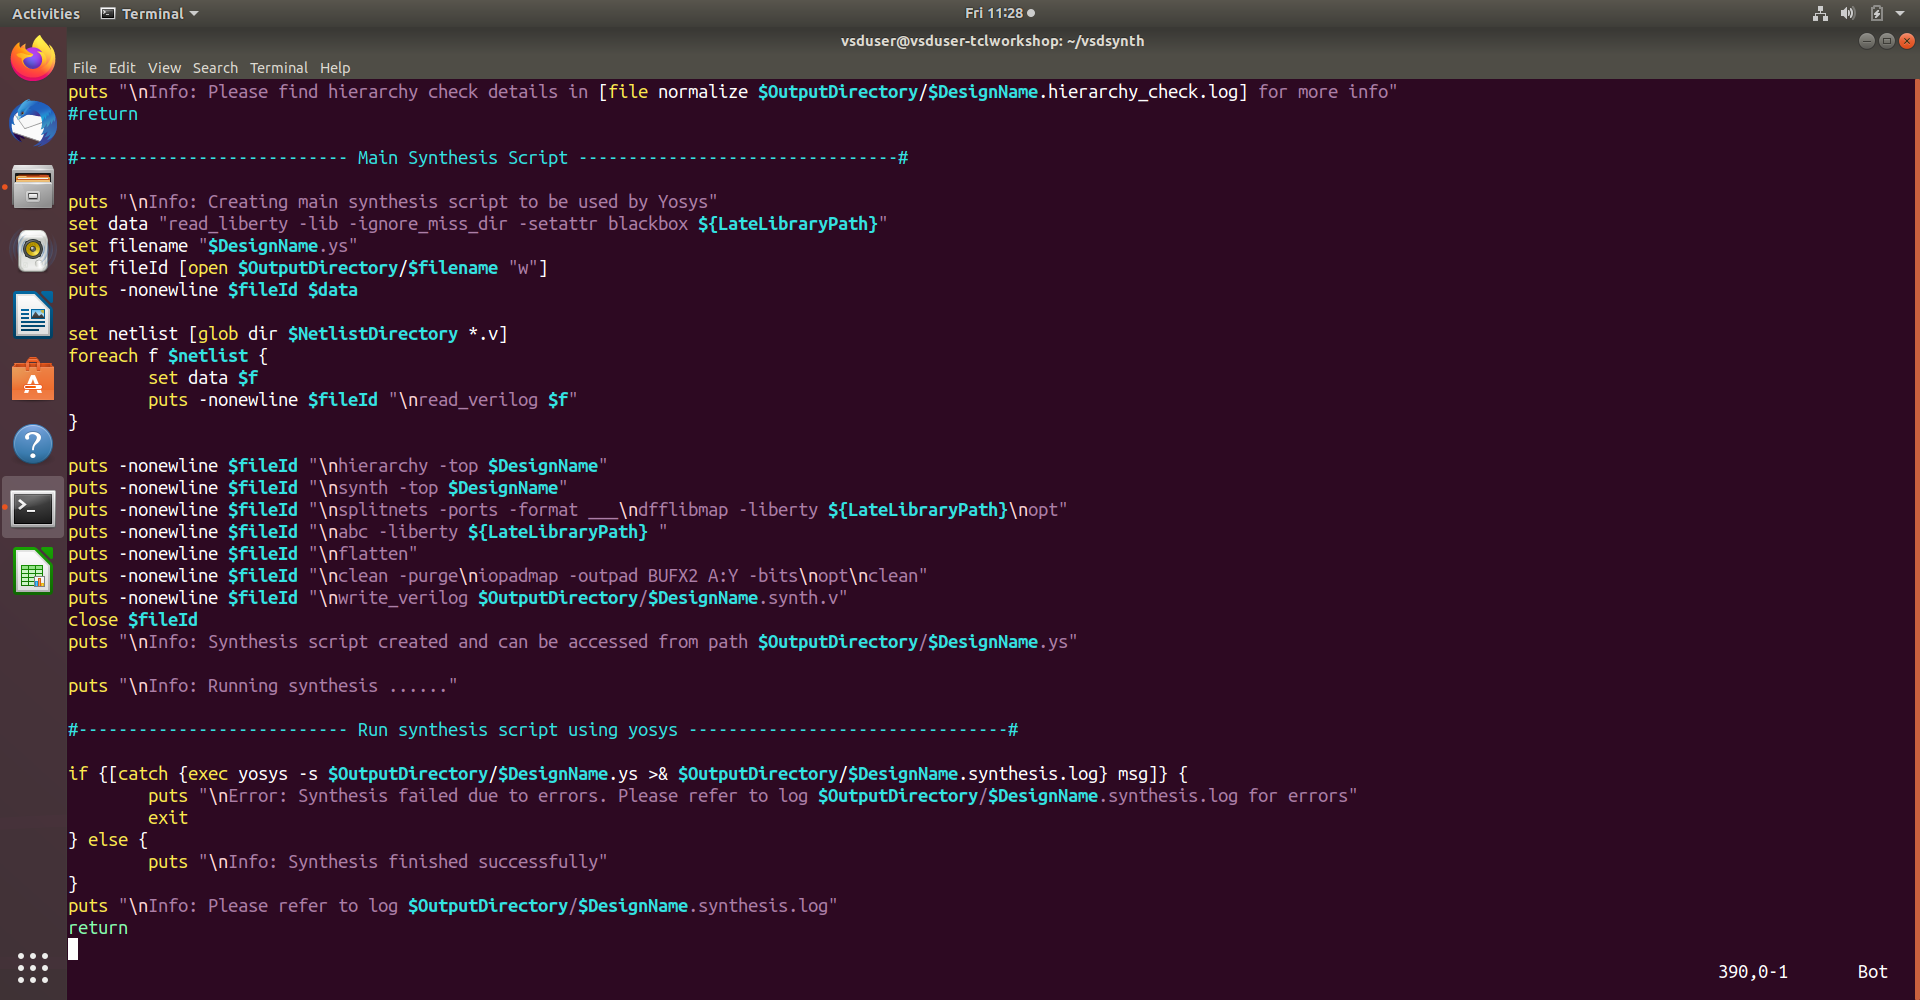 Activities Terminal Fri 11:28
vsduser@vsduser-tclworkshop: ~/vsdsynth
File Edit View Search Terminal Help
puts "\nInfo: Please find hierarchy check details in [file normalize $OutputDirectory/$DesignName.hierarchy_check.log] for more info"
#return
#--------------------------- Main Synthesis Script --------------------------------#
puts "\nInfo: Creating main synthesis script to be used by Yosys"
set data "read_liberty -lib -ignore_miss_dir -setattr blackbox ${LateLibraryPath}"
set filename "$DesignName.ys"
set fileId [open $OutputDirectory/$filename "w"]
puts -nonewline $fileId $data
set netlist [glob dir $NetlistDirectory *.v]
foreach f $netlist {
        set data $f
        puts -nonewline $fileId "\nread_verilog $f"
}
puts -nonewline $fileId "\nhierarchy -top $DesignName"
puts -nonewline $fileId "\nsynth -top $DesignName"
puts -nonewline $fileId "\nsplitnets -ports -format ___\ndfflibmap -liberty ${LateLibraryPath}\nopt"
puts -nonewline $fileId "\nabc -liberty ${LateLibraryPath} "
puts -nonewline $fileId "\nflatten"
puts -nonewline $fileId "\nclean -purge\niopadmap -outpad BUFX2 A:Y -bits\nopt\nclean"
puts -nonewline $fileId "\nwrite_verilog $OutputDirectory/$DesignName.synth.v"
close $fileId
puts "\nInfo: Synthesis script created and can be accessed from path $OutputDirectory/$DesignName.ys"
puts "\nInfo: Running synthesis ......"
#--------------------------- Run synthesis script using yosys --------------------------------#
if {[catch {exec yosys -s $OutputDirectory/$DesignName.ys >& $OutputDirectory/$DesignName.synthesis.log} msg]} {
        puts "\nError: Synthesis failed due to errors. Please refer to log $OutputDirectory/$DesignName.synthesis.log for errors"
        exit
} else {
        puts "\nInfo: Synthesis finished successfully"
}
puts "\nInfo: Please refer to log $OutputDirectory/$DesignName.synthesis.log"
return
390,0-1 Bot